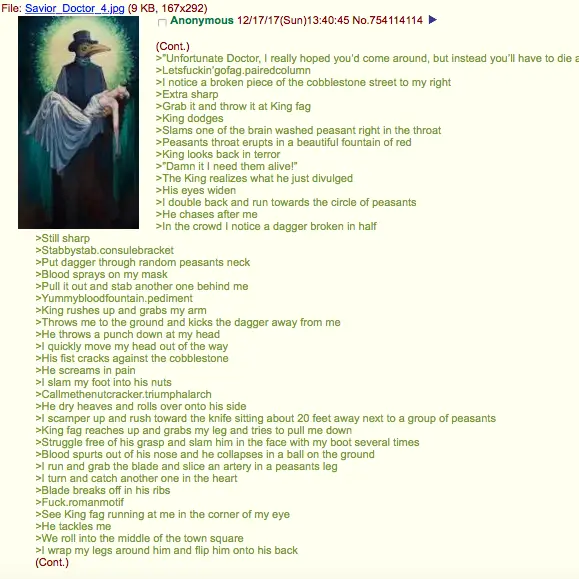 File: Savior_Doctor_4.jpg (9 KB, 167x292)
Anonymous 12/17/17(Sun)13:40:45 No.754114114
(Cont.)
>"Unfortunate Doctor, I really hoped you'd come around, but instead you'll have to die a
>Letsfuckin'gofag.pairedcolumn
>I notice a broken piece of the cobblestone street to my right
>Extra sharp
>Grab it and throw it at King fag
>King dodges
>Slams one of the brain washed peasant right in the throat
>Peasants throat erupts in a beautiful fountain of red
>King looks back in terror
>"Damn it I need them alive!"
>The King realizes what he just divulged
>His eyes widen
>I double back and run towards the circle of peasants
>He chases after me
>In the crowd I notice a dagger broken in half
>Still sharp
>Stabbystab.consulebracket
>Put dagger through random peasants neck
>Blood sprays on my mask
>Pull it out and stab another one behind me
>Yummybloodfountain.pediment
>King rushes up and grabs my arm
>Throws me to the ground and kicks the dagger away from me
>He throws a punch down at my head
>I quickly move my head out of the way
>His fist cracks against the cobblestone
>He screams in pain
>I slam my foot into his nuts
>Callmethenutcracker.triumphalarch
>He dry heaves and rolls over onto his side
>I scamper up and rush toward the knife sitting about 20 feet away next to a group of peasants
>King fag reaches up and grabs my leg and tries to pull me down
>Struggle free of his grasp and slam him in the face with my boot several times
>Blood spurts out of his nose and he collapses in a ball on the ground
>I run and grab the blade and slice an artery in a peasants leg
>I turn and catch another one in the heart
>Blade breaks off in his ribs
>Fuck.romanmotif
>See King fag running at me in the corner of my eye
>He tackles me
>We roll into the middle of the town square
>I wrap my legs around him and flip him onto his back
(Cont.)